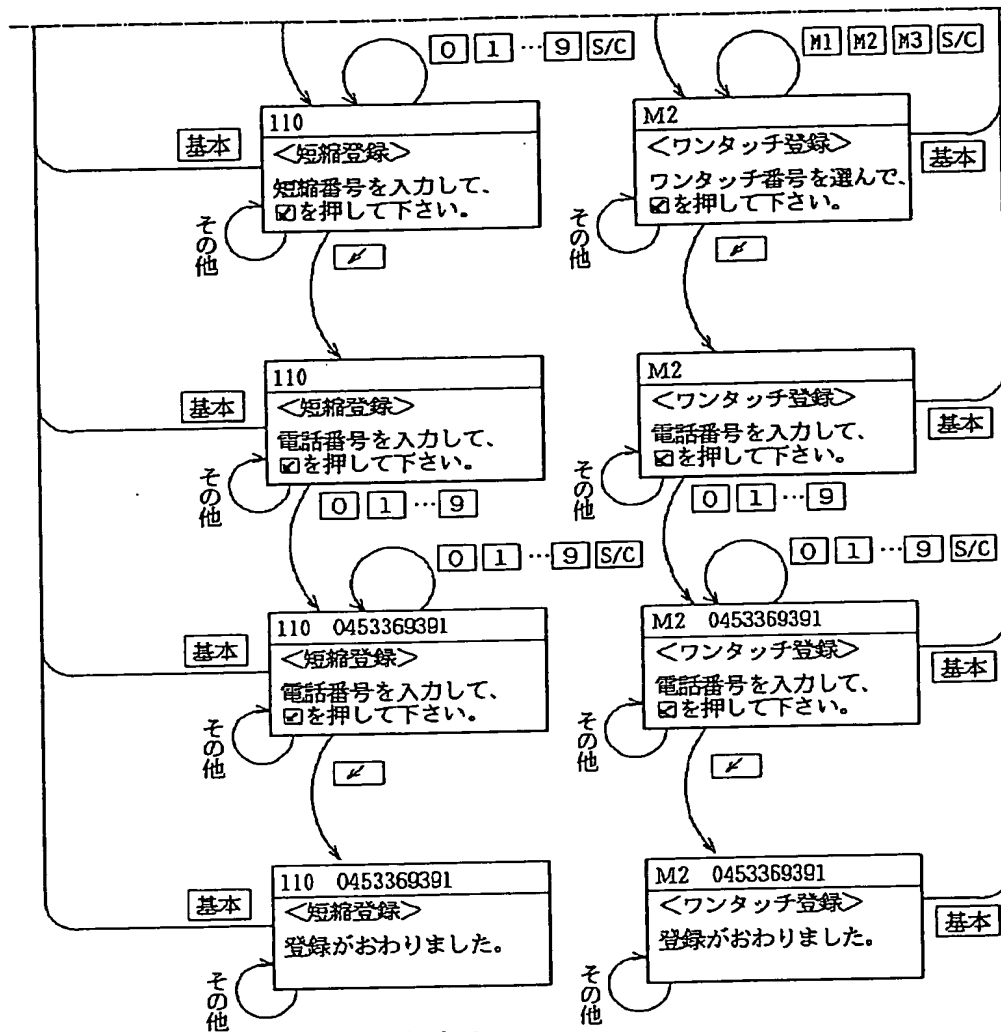 0 1 …9 S/C
110
<短縮登録>
短縮番号を入力して、
☑を押して下さい。
基本
その他
↙
110
<短縮登録>
電話番号を入力して、
☑を押して下さい。
基本
その他
0 1 …9
0 1 …9 S/C
110 0453369391
<短縮登録>
電話番号を入力して、
☑を押して下さい。
基本
その他
↙
110 0453369391
<短縮登録>
登録がおわりました。
基本
その他
M1 M2 M3 S/C
M2
<ワンタッチ登録>
ワンタッチ番号を選んで、
☑を押して下さい。
基本
その他
↙
M2
<ワンタッチ登録>
電話番号を入力して、
☑を押して下さい。
基本
その他
0 1 …9
0 1 …9 S/C
M2 0453369391
<ワンタッチ登録>
電話番号を入力して、
☑を押して下さい。
基本
その他
↙
M2 0453369391
<ワンタッチ登録>
登録がおわりました。
基本
その他